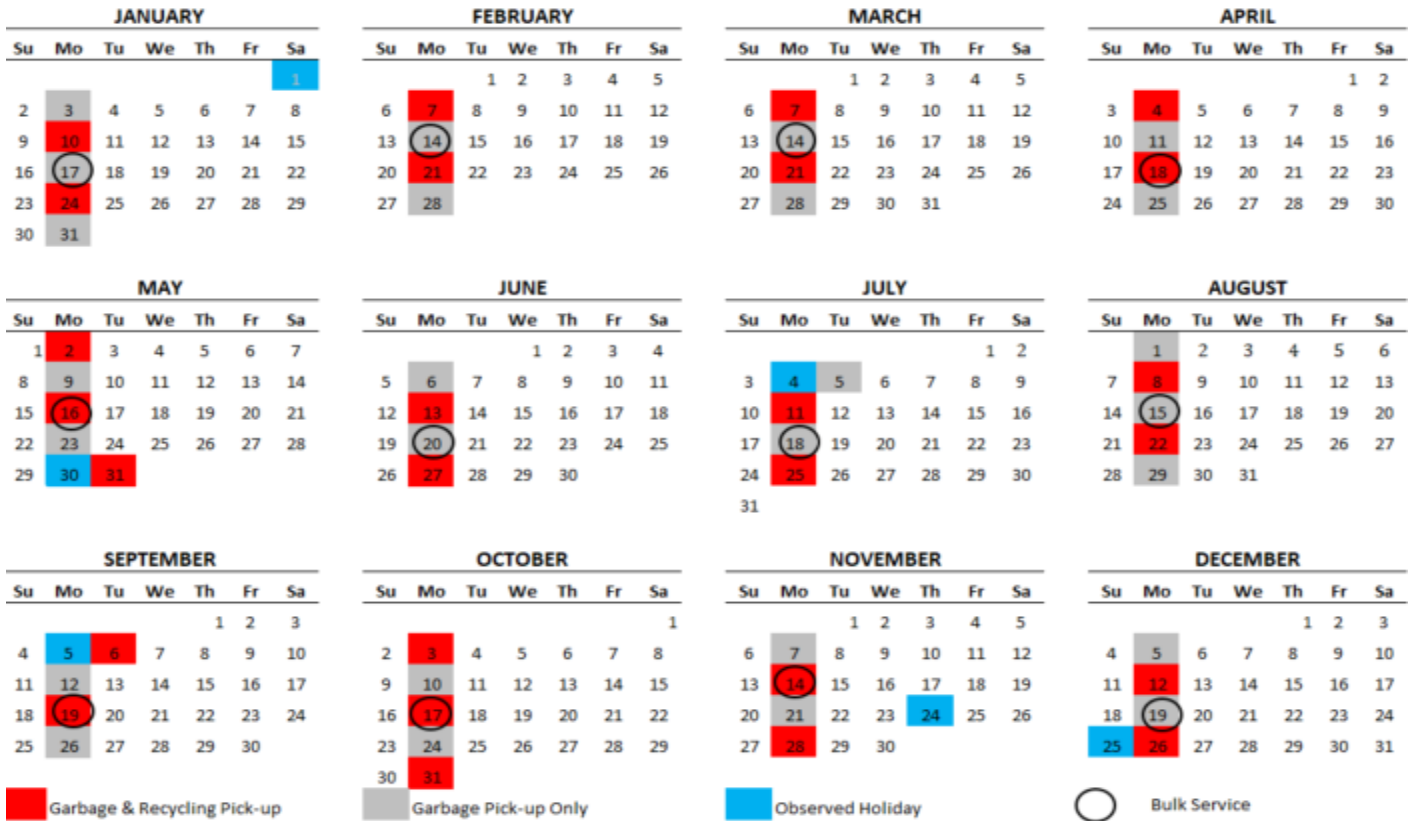 JANUARY FEBRUARY MARCH APRIL
Su Mo Tu We Th Fr Sa Su Mo Tu We Th Fr Sa Su Mo Tu We Th Fr Sa Su Mo Tu We Th Fr Sa
1 1 2 3 4 5 1 2 3 4 5 1 2
2 3 4 5 6 7 8 6 7 8 9 10 11 12 6 7 8 9 10 11 12 3 4 5 6 7 8 9
9 10 11 12 13 14 15 13 14 15 16 17 18 19 13 14 15 16 17 18 19 10 11 12 13 14 15 16
16 17 18 19 20 21 22 20 21 22 23 24 25 26 20 21 22 23 24 25 26 17 18 19 20 21 22 23
23 24 25 26 27 28 29 27 28 27 28 29 30 31 24 25 26 27 28 29 30
30 31
MAY JUNE JULY AUGUST
Su Mo Tu We Th Fr Sa Su Mo Tu We Th Fr Sa Su Mo Tu We Th Fr Sa Su Mo Tu We Th Fr Sa
1 2 3 4 5 6 7 1 2 3 4 1 2 1 2 3 4 5 6
8 9 10 11 12 13 14 5 6 7 8 9 10 11 3 4 5 6 7 8 9 7 8 9 10 11 12 13
15 16 17 18 19 20 21 12 13 14 15 16 17 18 10 11 12 13 14 15 16 14 15 16 17 18 19 20
22 23 24 25 26 27 28 19 20 21 22 23 24 25 17 18 19 20 21 22 23 21 22 23 24 25 26 27
29 30 31 26 27 28 29 30 24 25 26 27 28 29 30 28 29 30 31
31
SEPTEMBER OCTOBER NOVEMBER DECEMBER
Su Mo Tu We Th Fr Sa Su Mo Tu We Th Fr Sa Su Mo Tu We Th Fr Sa Su Mo Tu We Th Fr Sa
1 2 3 1 1 2 3 4 5 1 2 3
4 5 6 7 8 9 10 2 3 4 5 6 7 8 6 7 8 9 10 11 12 4 5 6 7 8 9 10
11 12 13 14 15 16 17 9 10 11 12 13 14 15 13 14 15 16 17 18 19 11 12 13 14 15 16 17
18 19 20 21 22 23 24 16 17 18 19 20 21 22 20 21 22 23 24 25 26 18 19 20 21 22 23 24
25 26 27 28 29 30 23 24 25 26 27 28 29 27 28 29 30 25 26 27 28 29 30 31
30 31
Garbage & Recycling Pick-up Garbage Pick-up Only Observed Holiday Bulk Service